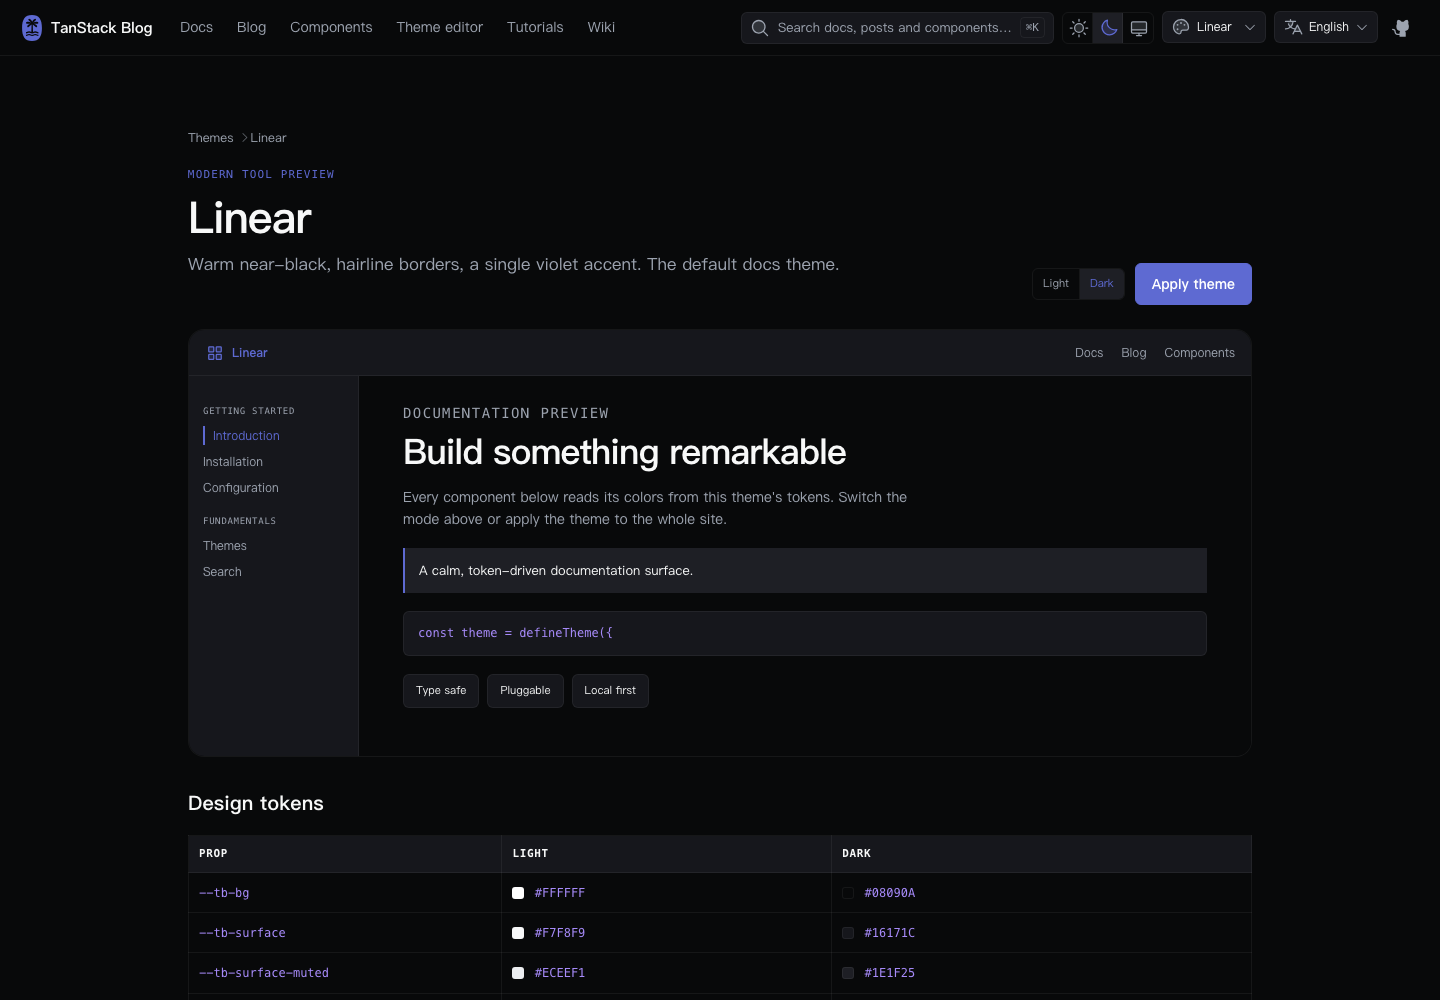 TanStack Blog
Docs
Blog
Components
Theme editor
Tutorials
Wiki
Search docs, posts and components...
⌘K
Linear
English
Themes
Linear
MODERN TOOL PREVIEW
Linear
Warm near-black, hairline borders, a single violet accent. The default docs theme.
Light
Dark
Apply theme
Linear
Docs
Blog
Components
GETTING STARTED
Introduction
Installation
Configuration
FUNDAMENTALS
Themes
Search
DOCUMENTATION PREVIEW
Build something remarkable
Every component below reads its colors from this theme's tokens. Switch the
mode above or apply the theme to the whole site.
A calm, token-driven documentation surface.
const theme = defineTheme({
Type safe
Pluggable
Local first
Design tokens
PROP LIGHT DARK
--tb-bg #FFFFFF #08090A
--tb-surface #F7F8F9 #16171C
--tb-surface-muted #ECEEF1 #1E1F25